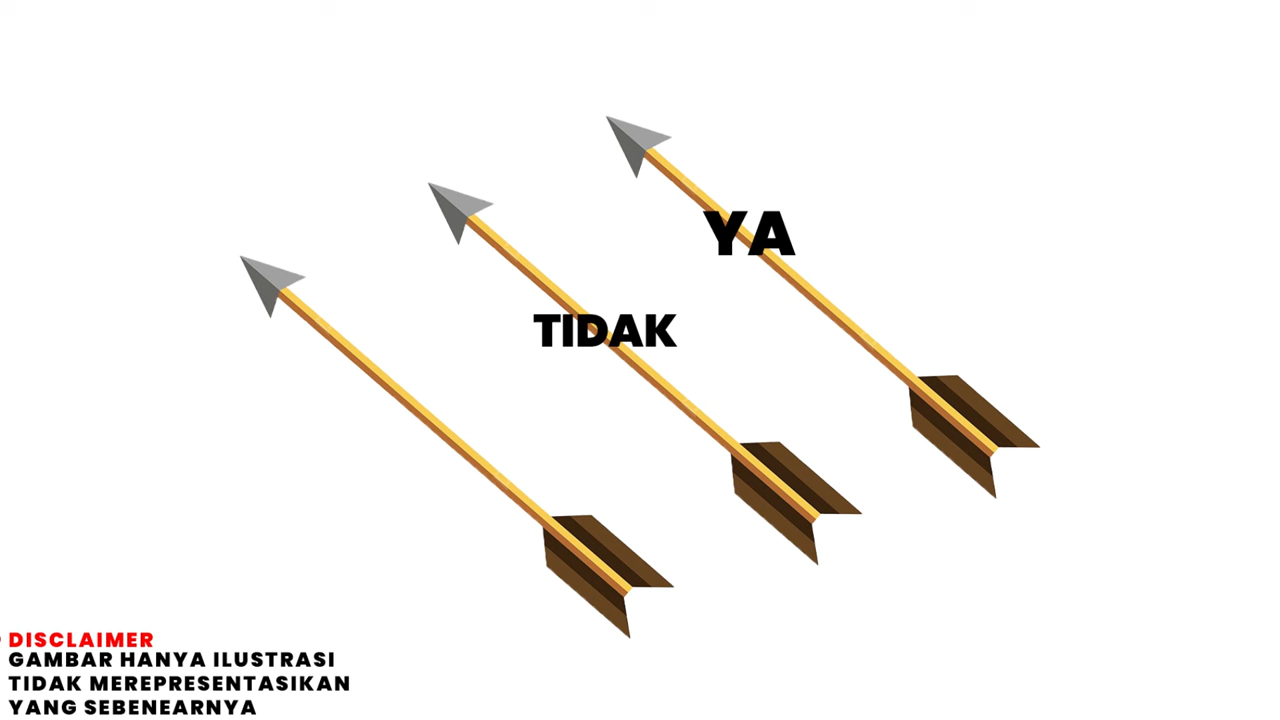 YA
TIDAK
DISCLAIMER
GAMBAR HANYA ILUSTRASI
TIDAK MEREPRESENTASIKAN
YANG SEBENEARNYA